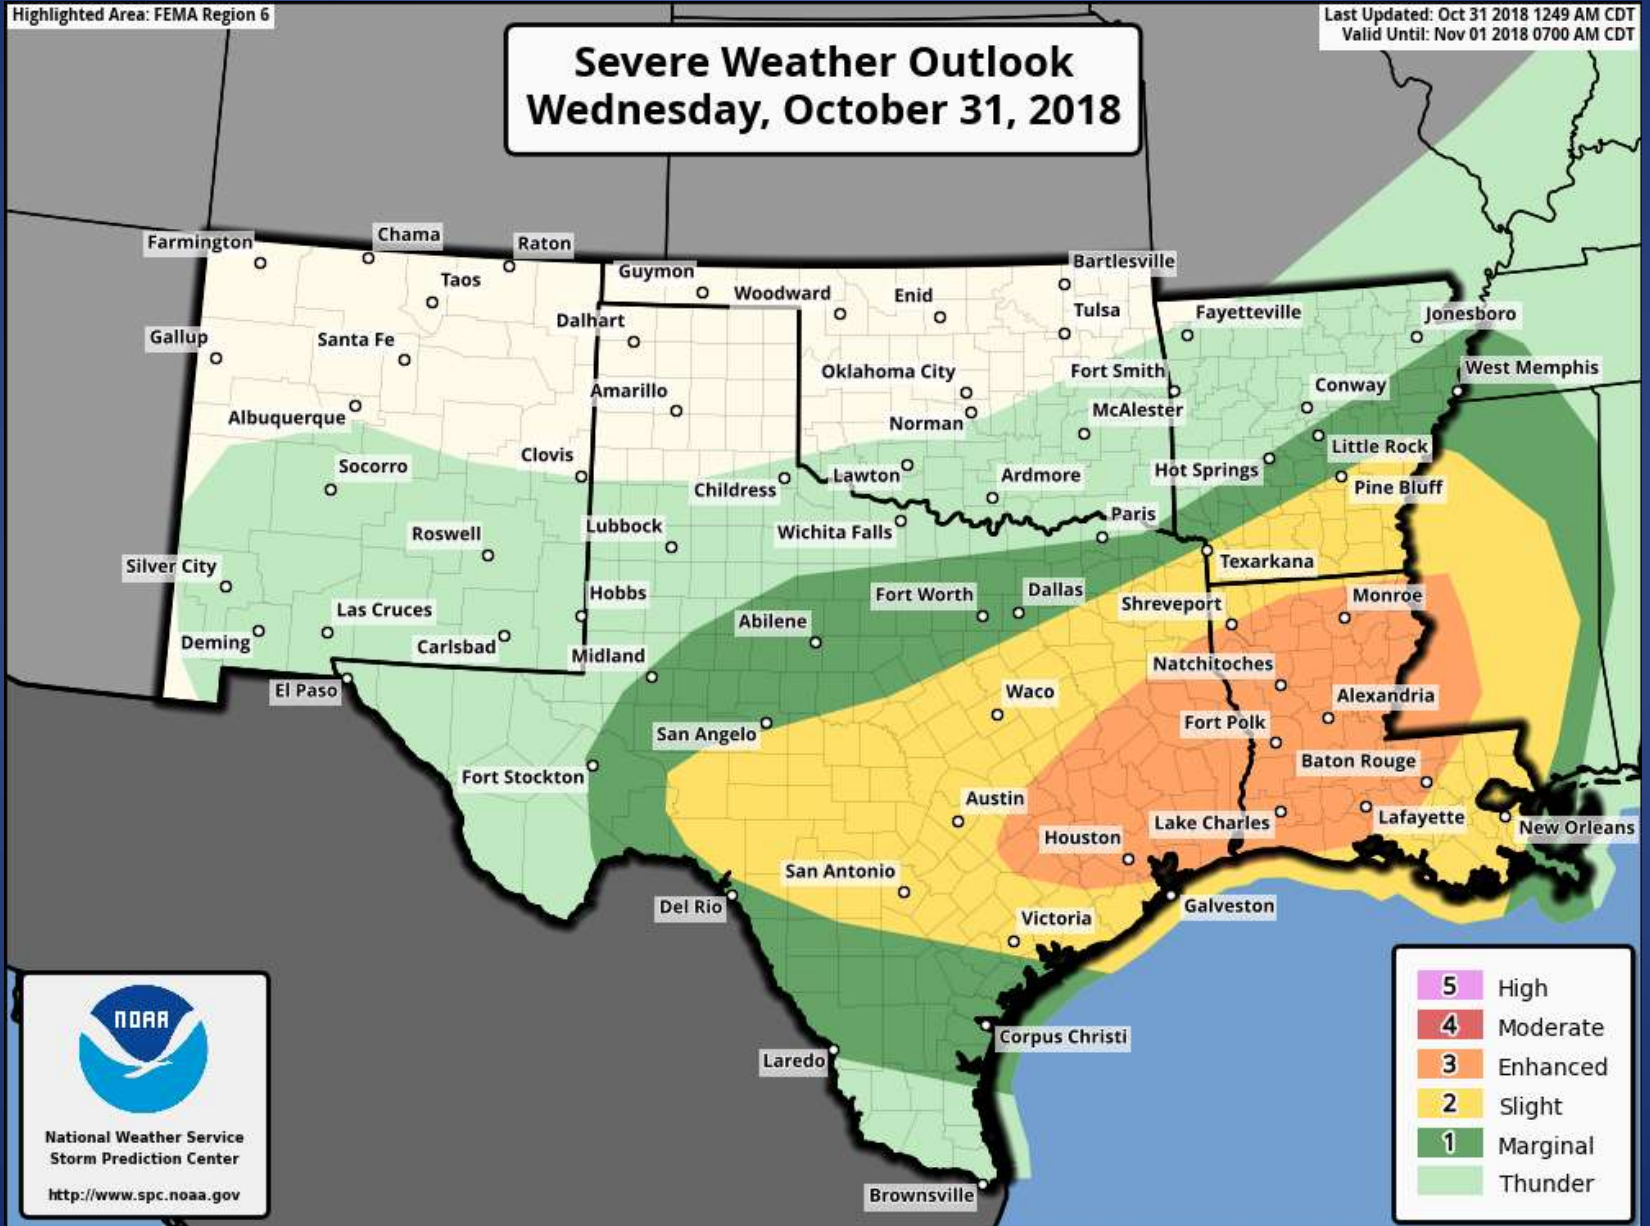 Highlighted Area: FEMA Region 6
Last Updated: Oct 31 2018 1249 AM CDT
Valid Until: Nov 01 2018 0700 AM CDT
Severe Weather Outlook
Wednesday, October 31, 2018
Farmington
Chama
Raton
Taos
Guymon
Woodward
Enid
Bartlesville
Tulsa
Fayetteville
Jonesboro
Gallup
Santa Fe
Dalhart
Oklahoma City
Fort Smith
West Memphis
Amarillo
Conway
Albuquerque
Norman
McAlester
Little Rock
Socorro
Clovis
Childress
Lawton
Ardmore
Hot Springs
Pine Bluff
Roswell
Lubbock
Wichita Falls
Paris
Silver City
Texarkana
Las Cruces
Hobbs
Fort Worth
Dallas
Shreveport
Monroe
Deming
Carlsbad
Midland
Abilene
Natchitoches
El Paso
Waco
Alexandria
San Angelo
Fort Polk
Fort Stockton
Baton Rouge
Austin
Houston
Lake Charles
Lafayette
New Orleans
San Antonio
Del Rio
Victoria
Galveston
Corpus Christi
Laredo
Brownsville
NOAA
National Weather Service
Storm Prediction Center
http://www.spc.noaa.gov
5 High
4 Moderate
3 Enhanced
2 Slight
1 Marginal
Thunder